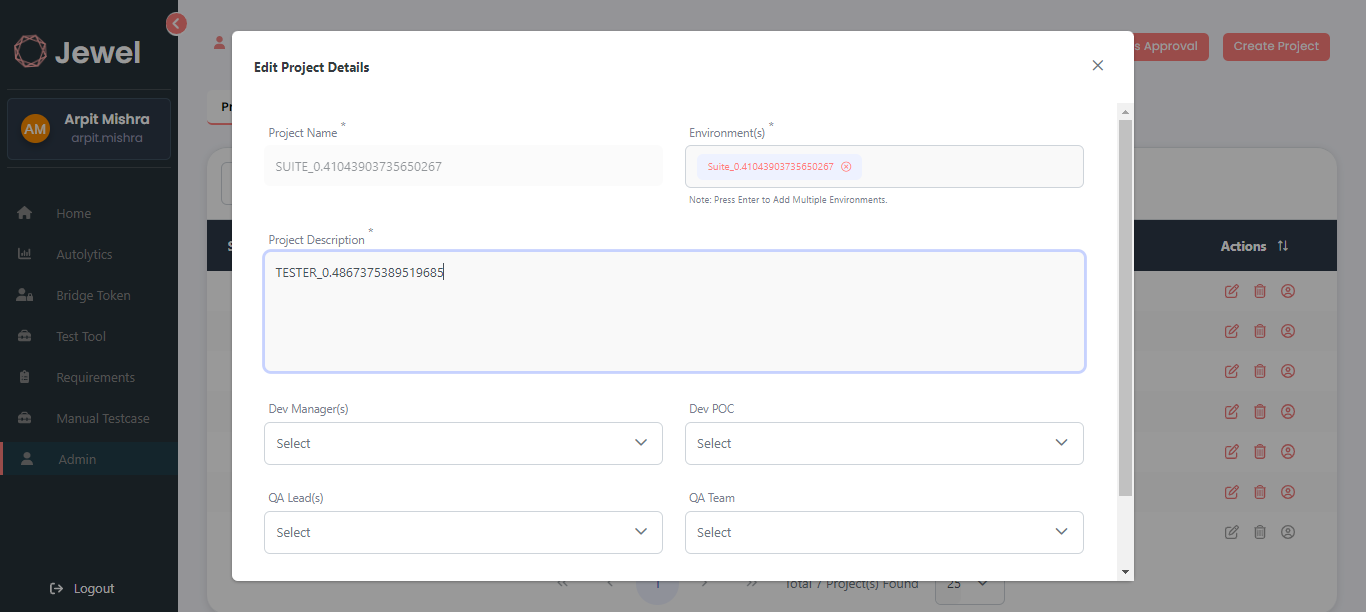 Jewel
AM
Arpit Mishra
arpit.mishra
Home
Autolytics
Bridge Token
Test Tool
Requirements
Manual Testcase
Admin
Logout
Approval
Create Project
Edit Project Details
Project Name *
SUITE_0.41043903735650267
Environment(s) *
Suite_0.41043903735650267
Note: Press Enter to Add Multiple Environments.
Project Description *
TESTER_0.4867375389519685
Dev Manager(s)
Select
Dev POC
Select
QA Lead(s)
Select
QA Team
Select
Actions
1
Total 7 Project(s) Found
25